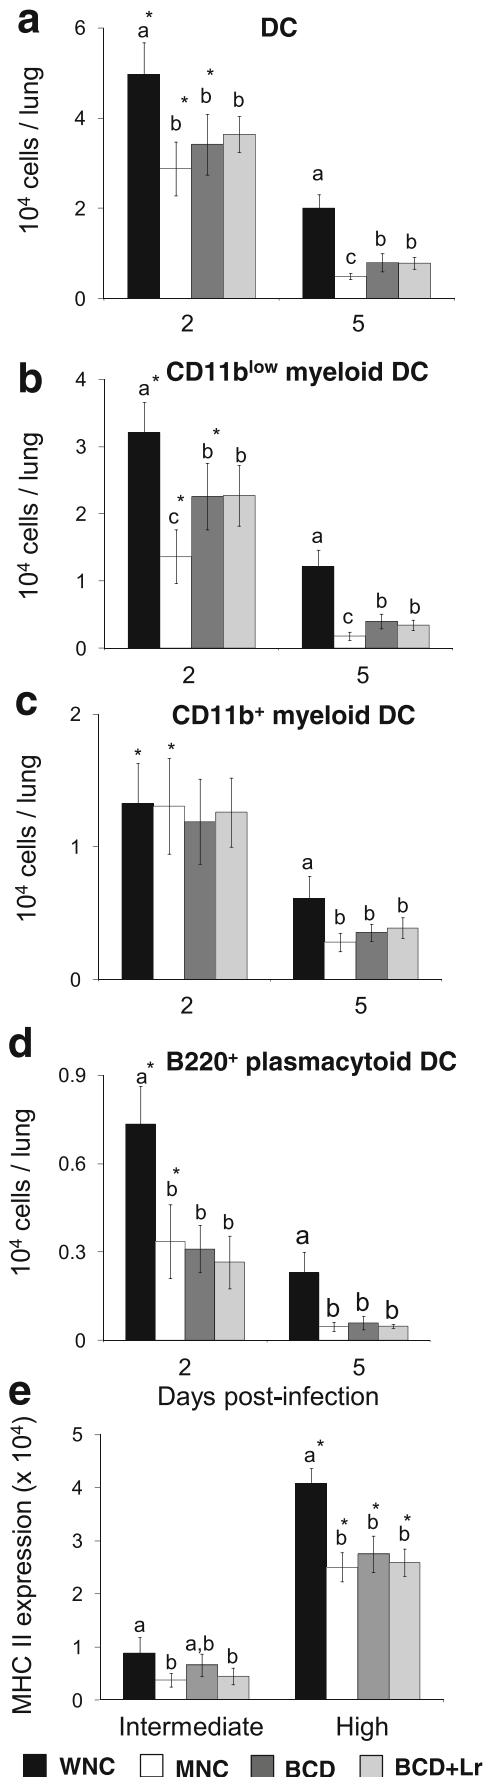 a
DC
10⁴ cells / lung
6
4
2
0
a*
b*
b*
b
a
c
b
b
2 5
b
CD11b^low myeloid DC
10⁴ cells / lung
4
3
2
1
0
a*
c*
b*
b
a
c
b
b
2 5
c
CD11b⁺ myeloid DC
10⁴ cells / lung
2
1
0
*
*
a
b
b
b
2 5
d
B220⁺ plasmacytoid DC
10⁴ cells / lung
0.9
0.6
0.3
0
a*
b*
b
b
a
b
b
b
2 5
Days post-infection
e
MHC II expression (x 10⁴)
5
4
3
2
1
0
a
b
a,b
b
a*
b*
b*
b*
Intermediate High
WNC MNC BCD BCD+Lr